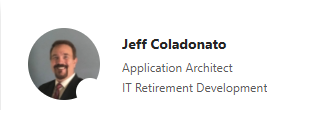 Jeff Coladonato
Application Architect
IT Retirement Development